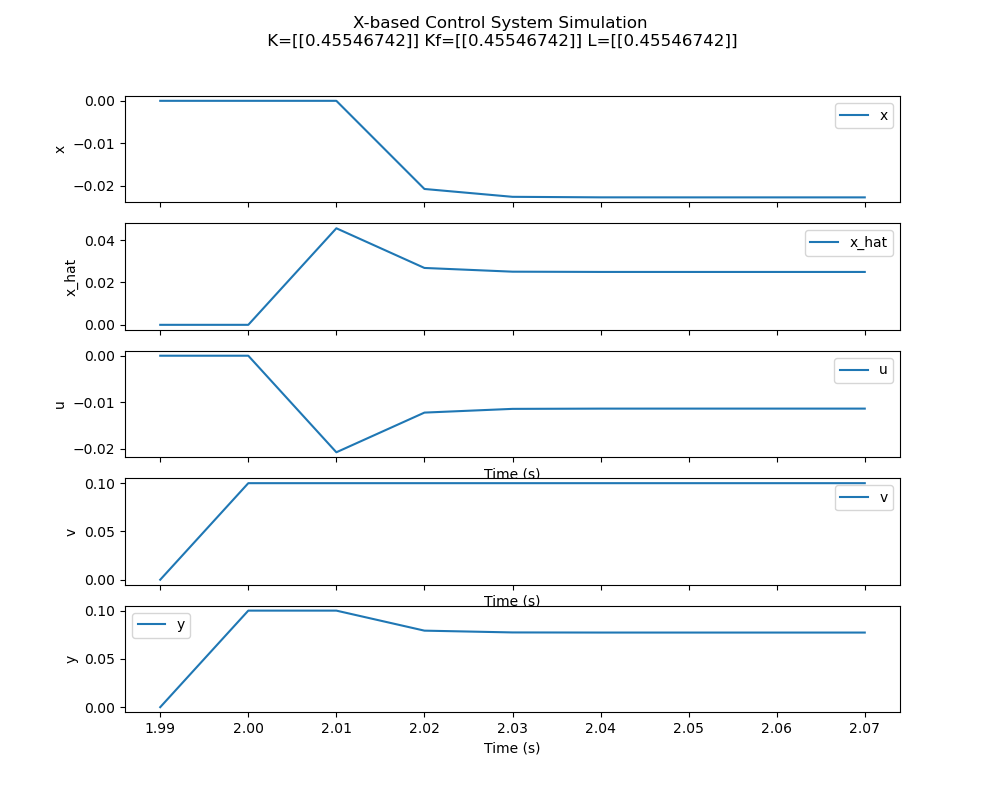 X-based Control System Simulation
K=[[0.45546742]] Kf=[[0.45546742]] L=[[0.45546742]]
0.00
−0.01
−0.02
x
x
0.04
0.02
0.00
x_hat
x_hat
0.00
−0.01
−0.02
u
u
Time (s)
0.10
0.05
0.00
v
v
Time (s)
0.10
0.05
0.00
y
y
1.99 2.00 2.01 2.02 2.03 2.04 2.05 2.06 2.07
Time (s)